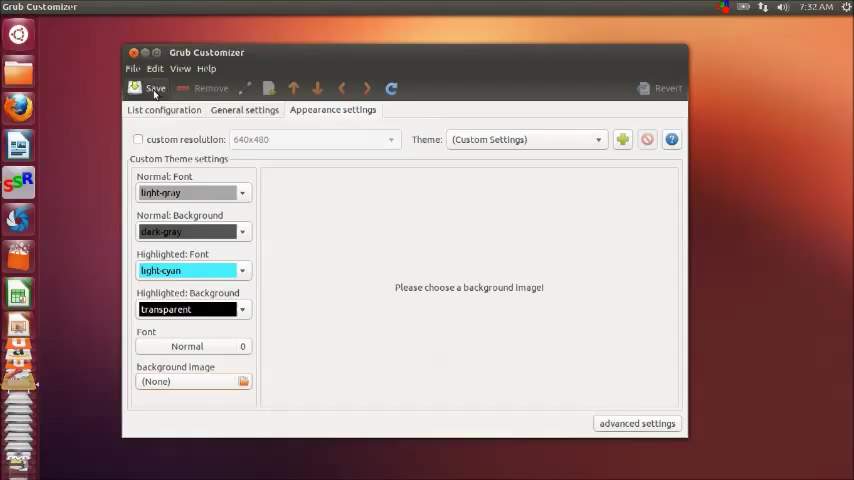 Grub Customizer
7:32 AM
Grub Customizer
File Edit View Help
Save Remove Revert
List configuration General settings Appearance settings
custom resolution: 640x480 Theme: (Custom Settings)
Custom Theme settings
Normal: Font
light-gray
Normal: Background
dark-gray
Highlighted: Font
light-cyan
Highlighted: Background
transparent
Font
Normal 0
background image
(None)
Please choose a background image!
advanced settings
SSR